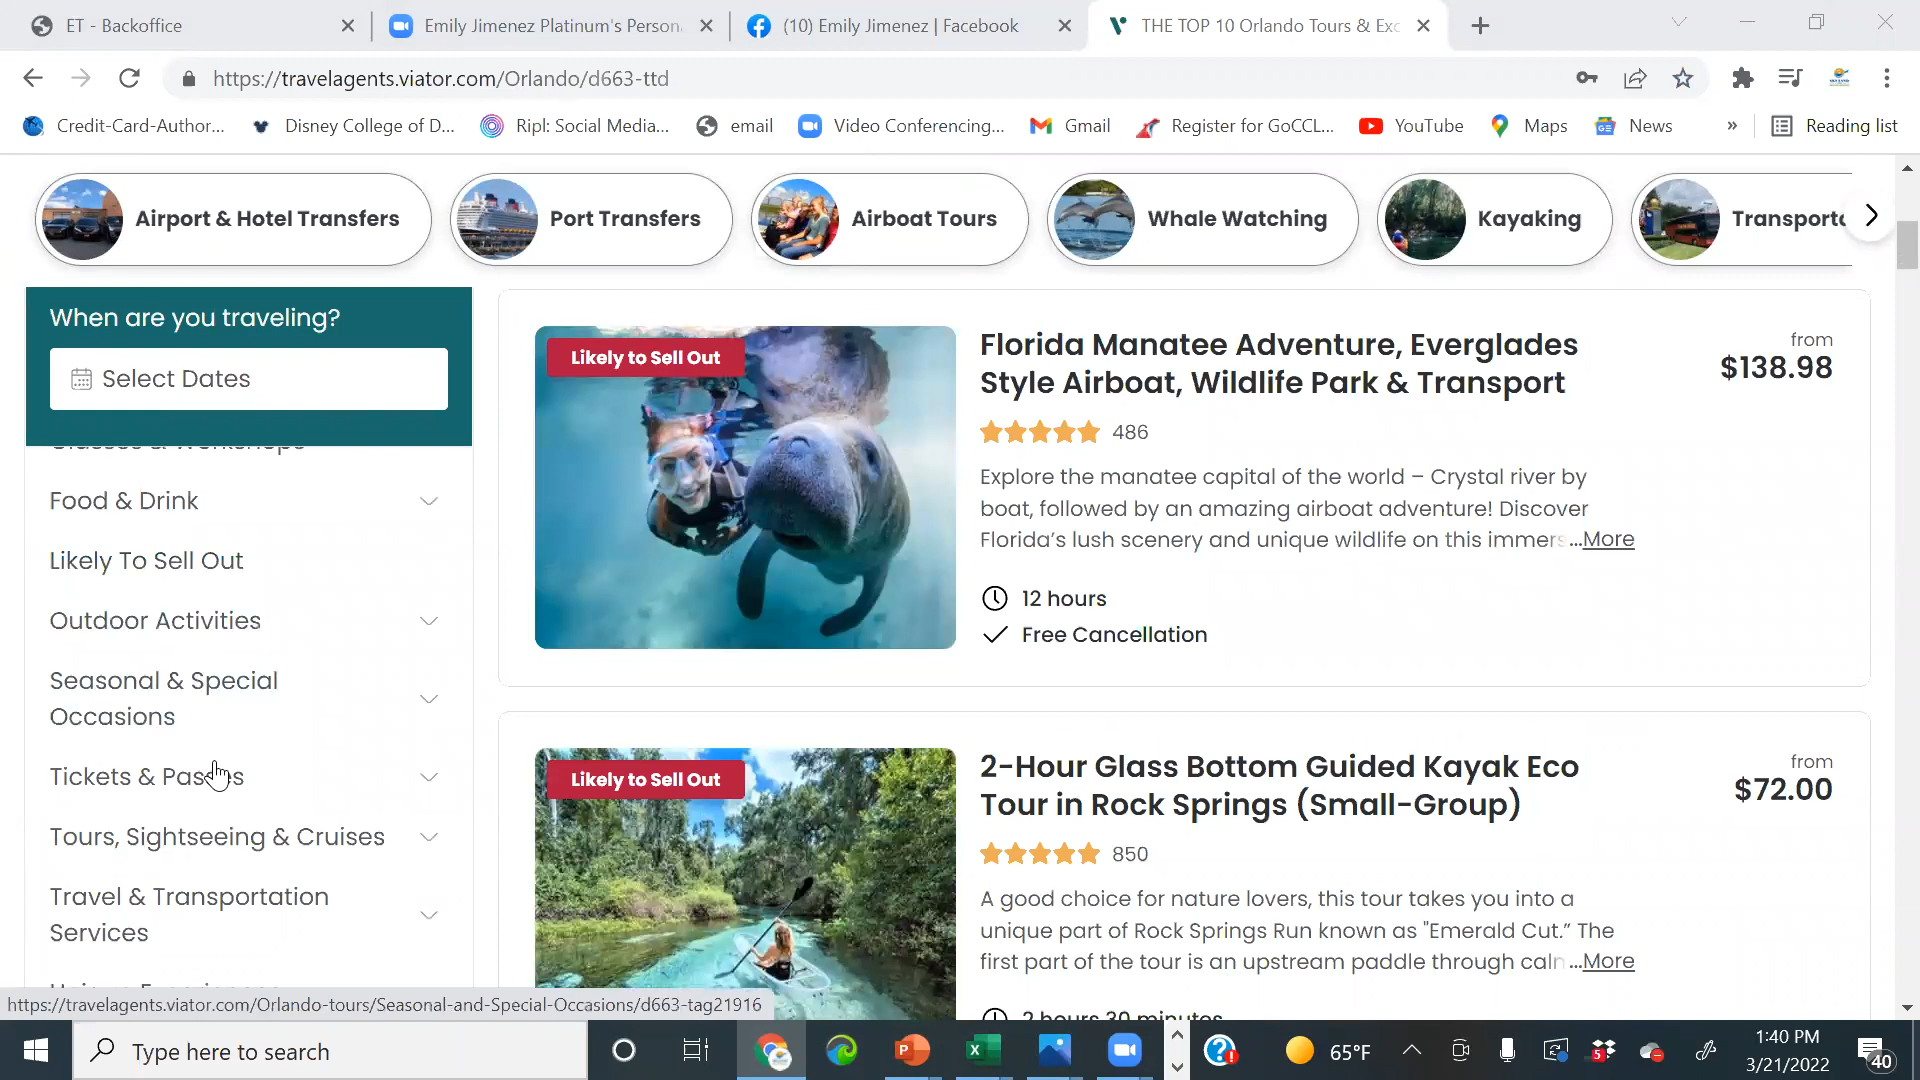 ET - Backoffice
Emily Jimenez Platinum's Person
(10) Emily Jimenez | Facebook
THE TOP 10 Orlando Tours & Exc
https://travelagents.viator.com/Orlando/d663-ttd
Credit-Card-Author...
Disney College of D...
Ripl: Social Media...
email
Video Conferencing...
Gmail
Register for GoCCL...
YouTube
Maps
News
»
Reading list
Airport & Hotel Transfers
Port Transfers
Airboat Tours
Whale Watching
Kayaking
Transporta
When are you traveling?
Select Dates
Food & Drink
Likely To Sell Out
Outdoor Activities
Seasonal & Special
Occasions
Tickets & Passes
Tours, Sightseeing & Cruises
Travel & Transportation
Services
Likely to Sell Out
Florida Manatee Adventure, Everglades
Style Airboat, Wildlife Park & Transport
from
$138.98
486
Explore the manatee capital of the world – Crystal river by
boat, followed by an amazing airboat adventure! Discover
Florida’s lush scenery and unique wildlife on this immers...More
12 hours
Free Cancellation
Likely to Sell Out
2-Hour Glass Bottom Guided Kayak Eco
Tour in Rock Springs (Small-Group)
from
$72.00
850
A good choice for nature lovers, this tour takes you into a
unique part of Rock Springs Run known as "Emerald Cut.” The
first part of the tour is an upstream paddle through caln...More
2 hours 30 minutes
https://travelagents.viator.com/Orlando-tours/Seasonal-and-Special-Occasions/d663-tag21916
Type here to search
65°F
5
1:40 PM
3/21/2022
40